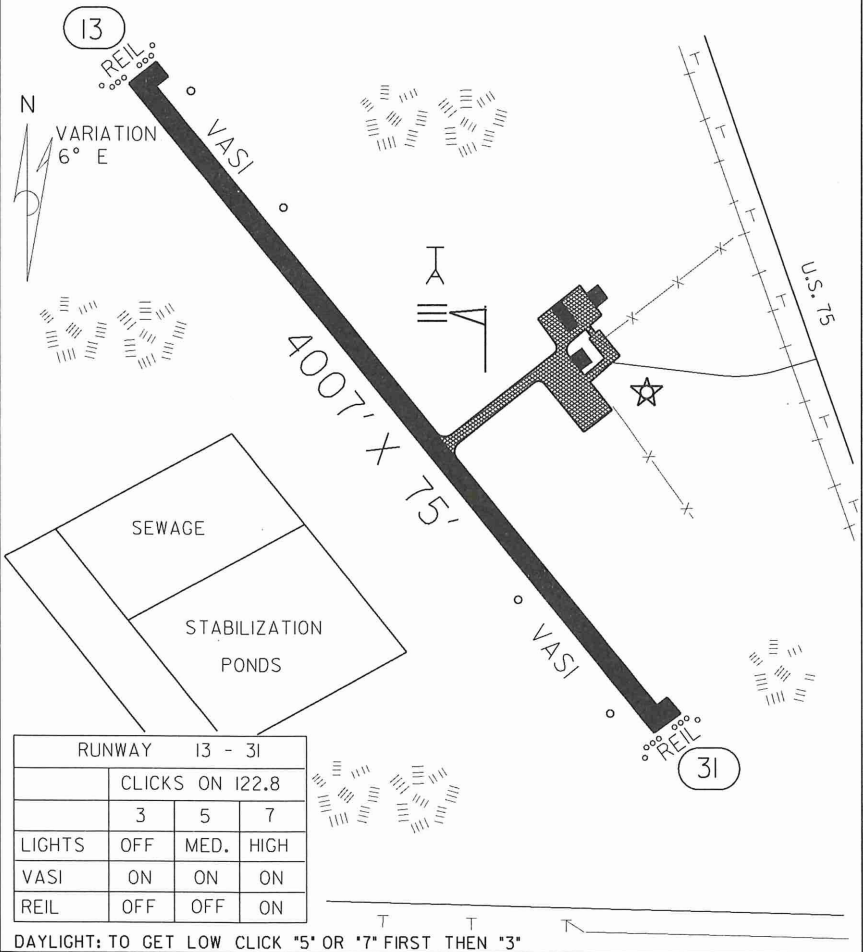 13
REIL
N
VARIATION
6° E
VASI
U.S. 75
4007' X 75'
SEWAGE
STABILIZATION
PONDS
VASI
REIL
31
RUNWAY 13 - 31
CLICKS ON 122.8
3 5 7
LIGHTS OFF MED. HIGH
VASI ON ON ON
REIL OFF OFF ON
DAYLIGHT: TO GET LOW CLICK "5" OR "7" FIRST THEN "3"